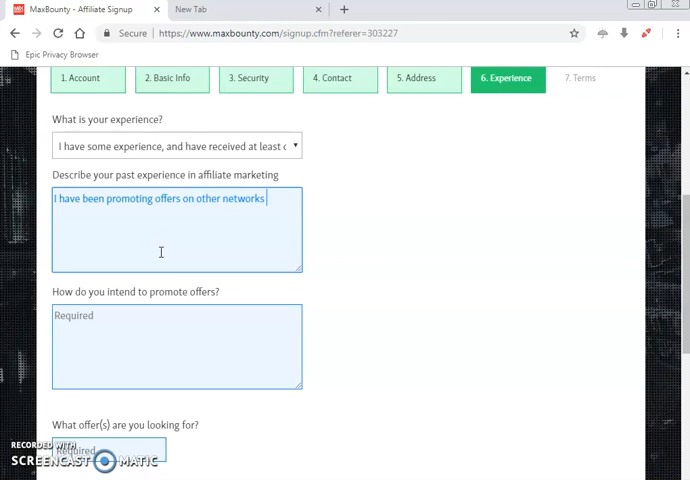 MaxBounty - Affiliate Signup
New Tab
Secure
https://www.maxbounty.com/signup.cfm?referer=303227
Epic Privacy Browser
1. Account
2. Basic Info
3. Security
4. Contact
5. Address
6. Experience
7. Terms
What is your experience?
I have some experience, and have received at least c
Describe your past experience in affiliate marketing
I have been promoting offers on other networks
How do you intend to promote offers?
Required
What offer(s) are you looking for?
Required
RECORDED WITH
SCREENCAST MATIC